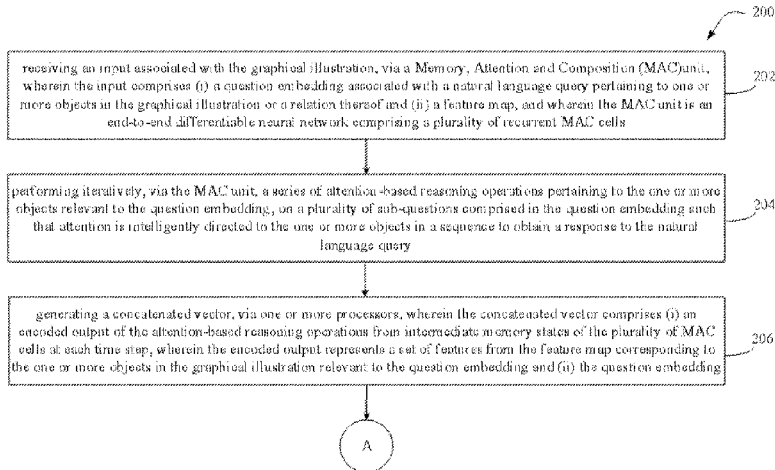 200
receiving an input associated with the graphical illustration, via a Memory, Attention and Composition (MAC)unit,
wherein the input comprises (i) a question embedding associated with a natural language query pertaining to one or
more objects in the graphical illustration or a relation thereof and (ii) a feature map, and wherein the MAC unit is an
end-to-end differentiable neural network comprising a plurality of recurrent MAC cells
202
performing iteratively, via the MAC unit, a series of attention-based reasoning operations pertaining to the one or more
objects relevant to the question embedding, on a plurality of sub-questions comprised in the question embedding such
that attention is intelligently directed to the one or more objects in a sequence to obtain a response to the natural
language query
204
generating a concatenated vector, via one or more processors, wherein the concatenated vector comprises (i) an
encoded output of the attention-based reasoning operations from intermediate memory states of the plurality of MAC
cells at each time step, wherein the encoded output represents a set of features from the feature map corresponding to
the one or more objects in the graphical illustration relevant to the question embedding and (ii) the question embedding
206
A